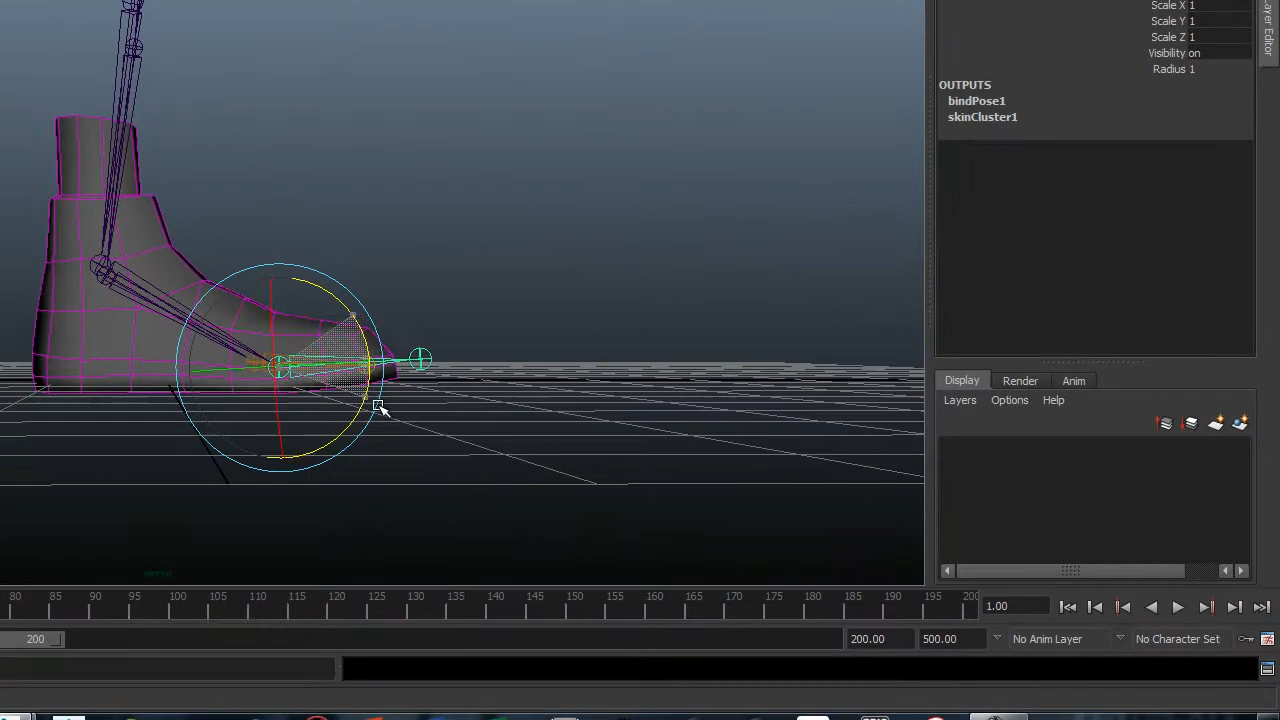 Scale X 1
Scale Y 1
Scale Z 1
Visibility on
Radius 1
Layer Editor
OUTPUTS
bindPose1
skinCluster1
Display Render Anim
Layers Options Help
persp
80 85 90 95 100 105 110 115 120 125 130 135 140 145 150 155 160 165 170 175 180 185 190 195 200
1.00
200
200.00 500.00 No Anim Layer No Character Set